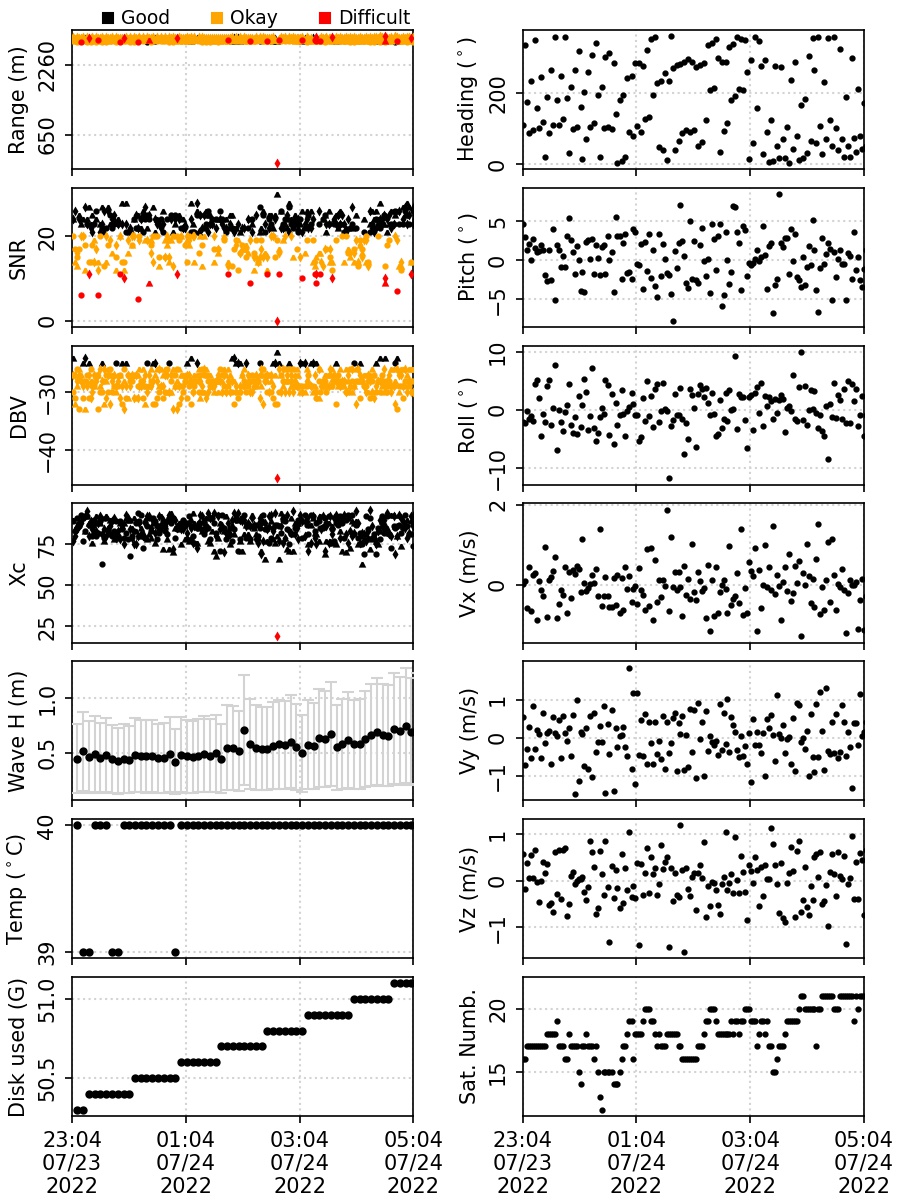 Good Okay Difficult
Range (m)
2260
650
Heading (°)
200
0
SNR
20
0
Pitch (°)
5
0
−5
DBV
−30
−40
Roll (°)
10
0
−10
Xc
75
50
25
Vx (m/s)
2
0
Wave H (m)
1.0
0.5
Vy (m/s)
1
0
−1
Temp (°C)
40
39
Vz (m/s)
1
0
−1
Disk used (G)
51.0
50.5
Sat. Numb.
20
15
23:04 01:04 03:04 05:04
07/23 07/24 07/24 07/24
2022 2022 2022 2022
23:04 01:04 03:04 05:04
07/23 07/24 07/24 07/24
2022 2022 2022 2022